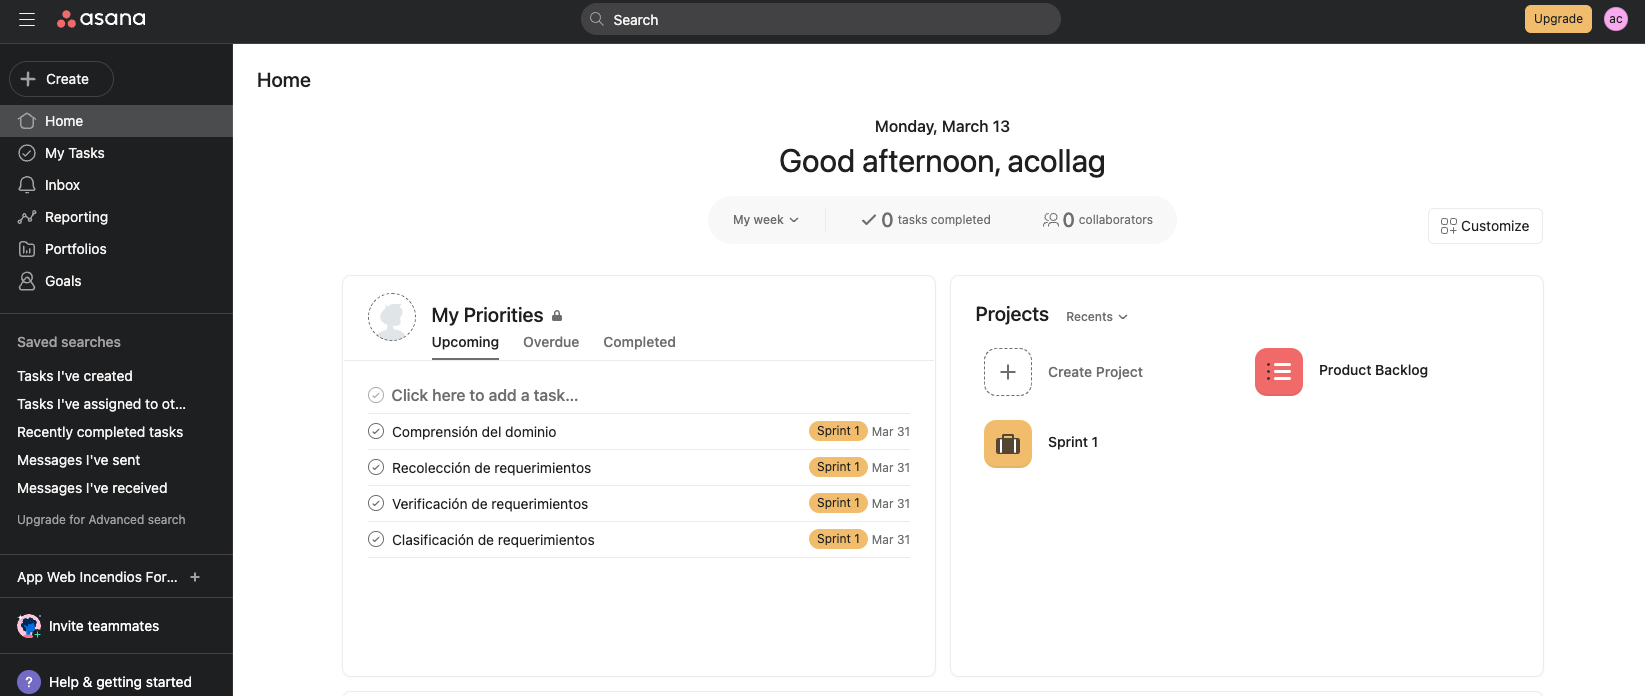 asana
Search
Upgrade
ac
Create
Home
My Tasks
Inbox
Reporting
Portfolios
Goals
Saved searches
Tasks I've created
Tasks I've assigned to ot...
Recently completed tasks
Messages I've sent
Messages I've received
Upgrade for Advanced search
App Web Incendios For...
Invite teammates
? Help & getting started
Home
Monday, March 13
Good afternoon, acollag
My week 0 tasks completed 0 collaborators
Customize
My Priorities
Upcoming Overdue Completed
Click here to add a task...
Comprensión del dominio Sprint 1 Mar 31
Recolección de requerimientos Sprint 1 Mar 31
Verificación de requerimientos Sprint 1 Mar 31
Clasificación de requerimientos Sprint 1 Mar 31
Projects Recents
Create Project
Product Backlog
Sprint 1